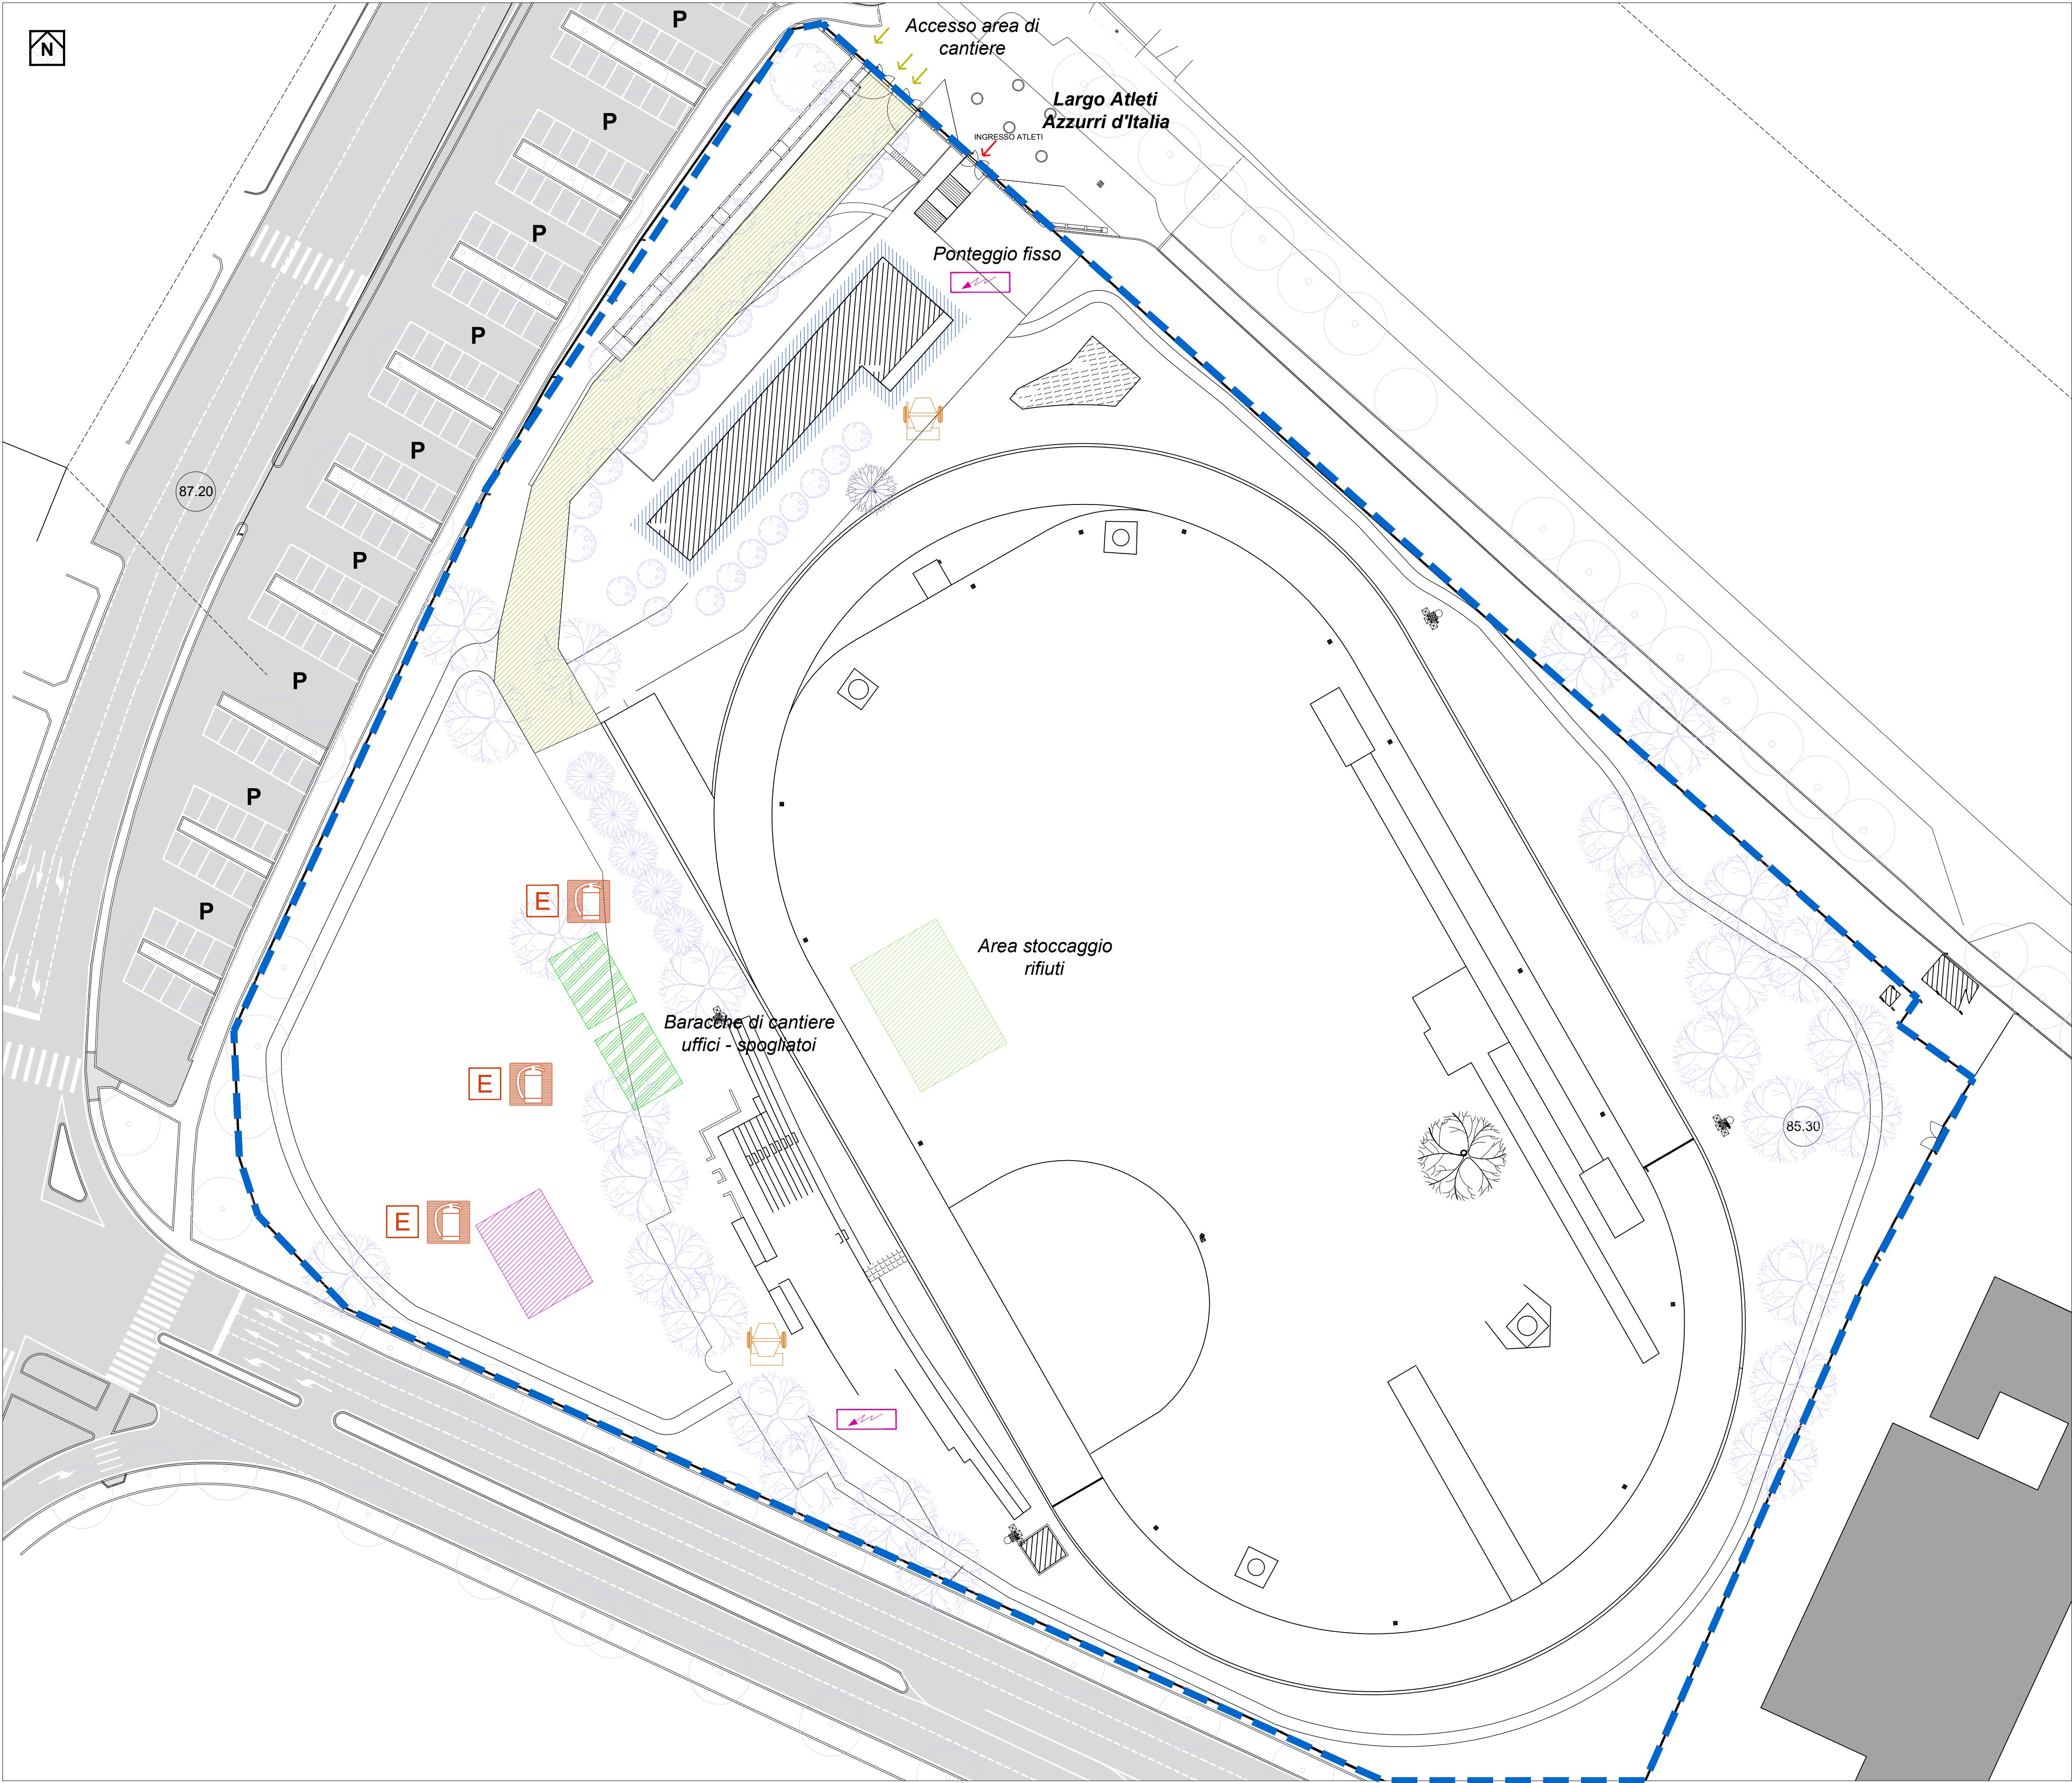 N
P
Accesso area di
cantiere
Largo Atleti
Azzurri d'Italia
INGRESSO ATLETI
P
P
Ponteggio fisso
P
P
87.20
P
P
P
E
P
Area stoccaggio
rifiuti
Baracche di cantiere
uffici - spogliatoi
E
85.30
E